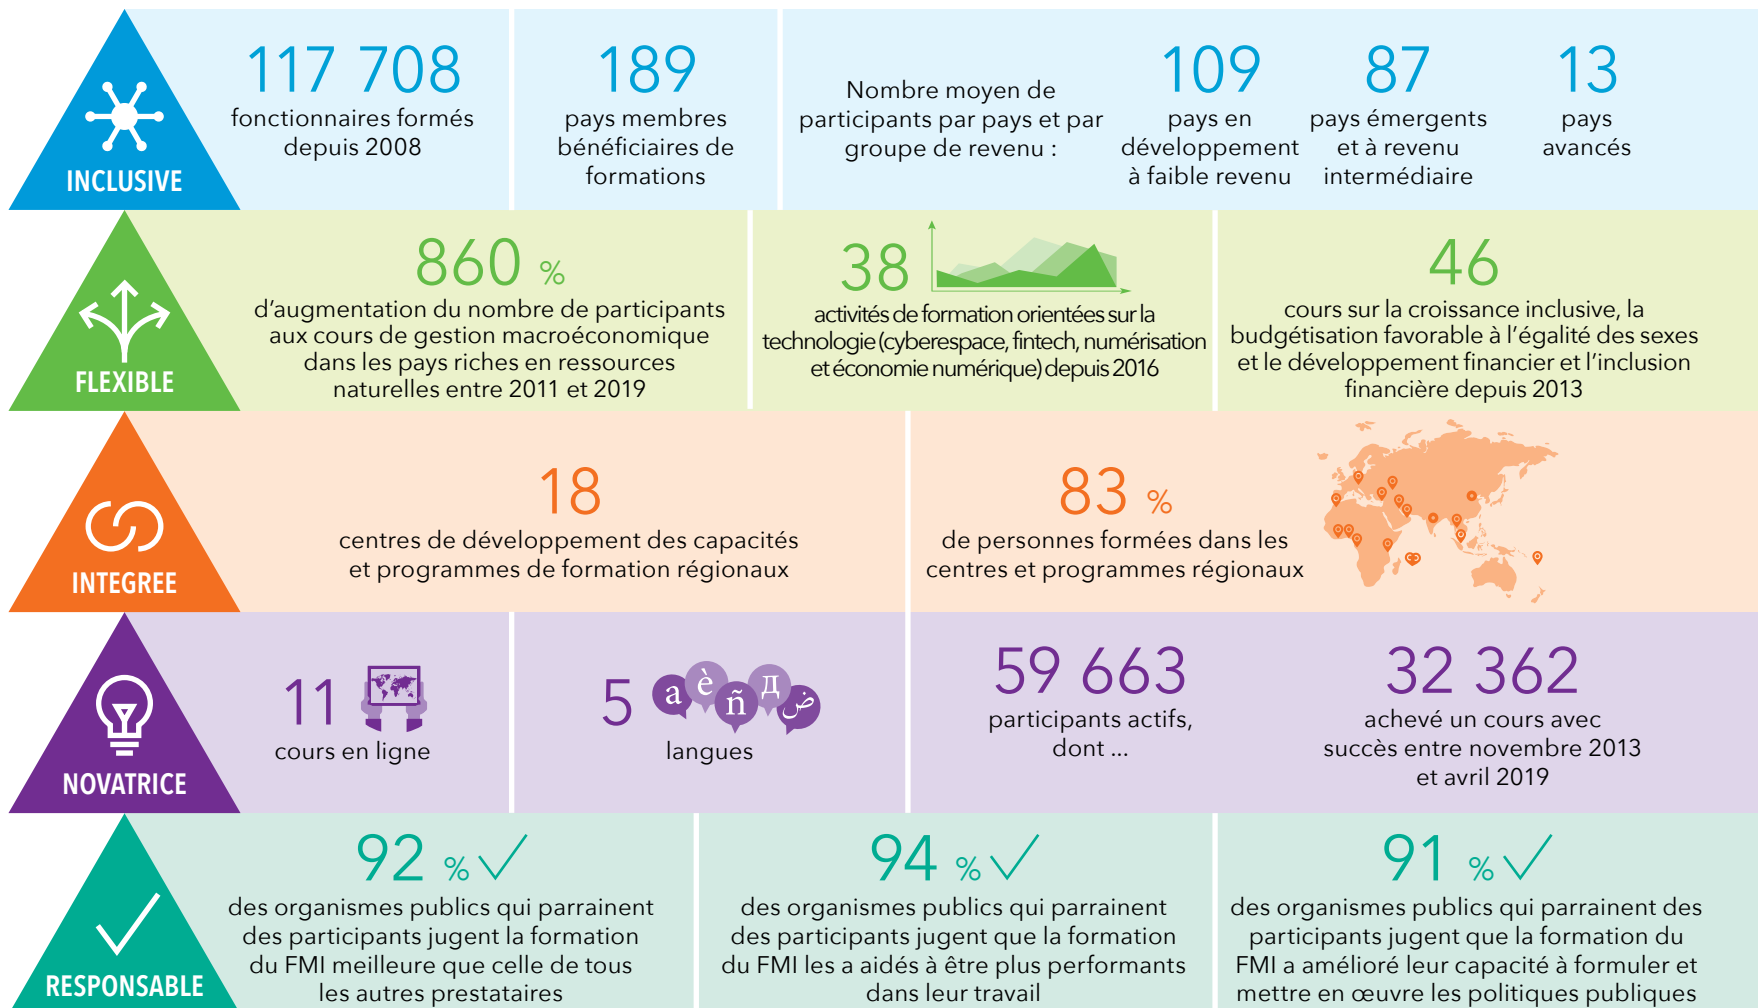 INCLUSIVE
117 708
fonctionnaires formés
depuis 2008
189
pays membres
bénéficiaires de
formations
Nombre moyen de
participants par pays et par
groupe de revenu :
109
pays en
développement
à faible revenu
87
pays émergents
et à revenu
intermédiaire
13
pays
avancés
FLEXIBLE
860 %
d’augmentation du nombre de participants
aux cours de gestion macroéconomique
dans les pays riches en ressources
naturelles entre 2011 et 2019
38
activités de formation orientées sur la
technologie (cyberespace, fintech, numérisation
et économie numérique) depuis 2016
46
cours sur la croissance inclusive, la
budgétisation favorable à l’égalité des sexes
et le développement financier et l’inclusion
financière depuis 2013
INTEGREE
18
centres de développement des capacités
et programmes de formation régionaux
83 %
de personnes formées dans les
centres et programmes régionaux
NOVATRICE
11
cours en ligne
5
a è ñ Д ض
langues
59 663
participants actifs,
dont ...
32 362
achevé un cours avec
succès entre novembre 2013
et avril 2019
RESPONSABLE
92 %
des organismes publics qui parrainent
des participants jugent la formation
du FMI meilleure que celle de tous
les autres prestataires
94 %
des organismes publics qui parrainent
des participants jugent que la formation
du FMI les a aidés à être plus performants
dans leur travail
91 %
des organismes publics qui parrainent des
participants jugent que la formation du
FMI a amélioré leur capacité à formuler et
mettre en œuvre les politiques publiques